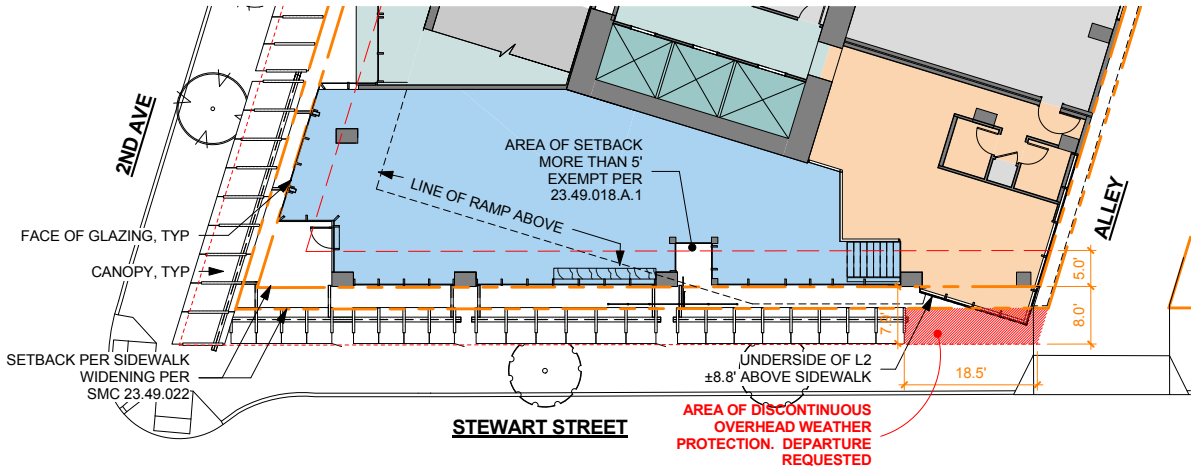 2ND AVE
AREA OF SETBACK
MORE THAN 5'
EXEMPT PER
23.49.018.A.1
LINE OF RAMP ABOVE
FACE OF GLAZING, TYP
CANOPY, TYP
ALLEY
5.0'
8.0'
SETBACK PER SIDEWALK
WIDENING PER
SMC 23.49.022
UNDERSIDE OF L2
±8.8' ABOVE SIDEWALK
18.5'
STEWART STREET
AREA OF DISCONTINUOUS
OVERHEAD WEATHER
PROTECTION. DEPARTURE
REQUESTED